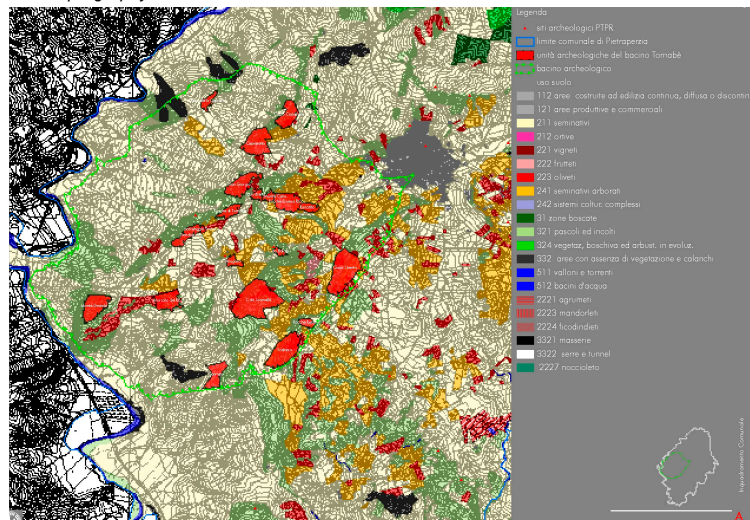 Legenda
siti archeologici PTPR
limite comunale di Pietraperzia
unità archeologiche del bacino Tornabè
bacino archeologico
uso suolo
112 aree costruite ad edilizia continua, diffusa o discontin
121 aree produttive e commerciali
211 seminativi
212 ortive
221 vigneti
222 frutteti
223 oliveti
241 seminativi arborati
242 sistemi coltur. complessi
31 zone boscate
321 pascoli ed incolti
324 vegetaz. boschiva ed arbust. in evoluz.
332 aree con assenza di vegetazione e calanchi
511 valloni e torrenti
512 bacini d'acqua
2221 agrumeti
2223 mandorleti
2224 ficodindieti
3321 masserie
3322 serre e tunnel
2227 noccioleto
Inquadramento Comunale